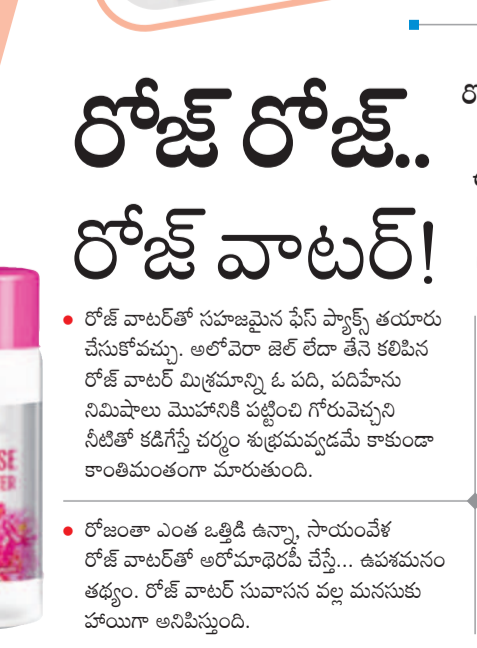 రోజ్ రోజ్..
రోజ్ వాటర్!
• రోజ్ వాటర్‌తో సహజమైన ఫేస్ ప్యాక్స్ తయారు
చేసుకోవచ్చు. అలోవెరా జెల్ లేదా తేనె కలిపిన
రోజ్ వాటర్ మిశ్రమాన్ని ఓ పది, పదిహేను
నిమిషాలు మొహానికి పట్టించి గోరువెచ్చని
నీటితో కడిగేస్తే చర్మం శుభ్రమవ్వడమే కాకుండా
కాంతిమంతంగా మారుతుంది.
• రోజంతా ఎంత ఒత్తిడి ఉన్నా, సాయంవేళ
రోజ్ వాటర్‌తో అరోమాథెరపీ చేస్తే... ఉపశమనం
తథ్యం. రోజ్ వాటర్ సువాసన వల్ల మనసుకు
హాయిగా అనిపిస్తుంది.